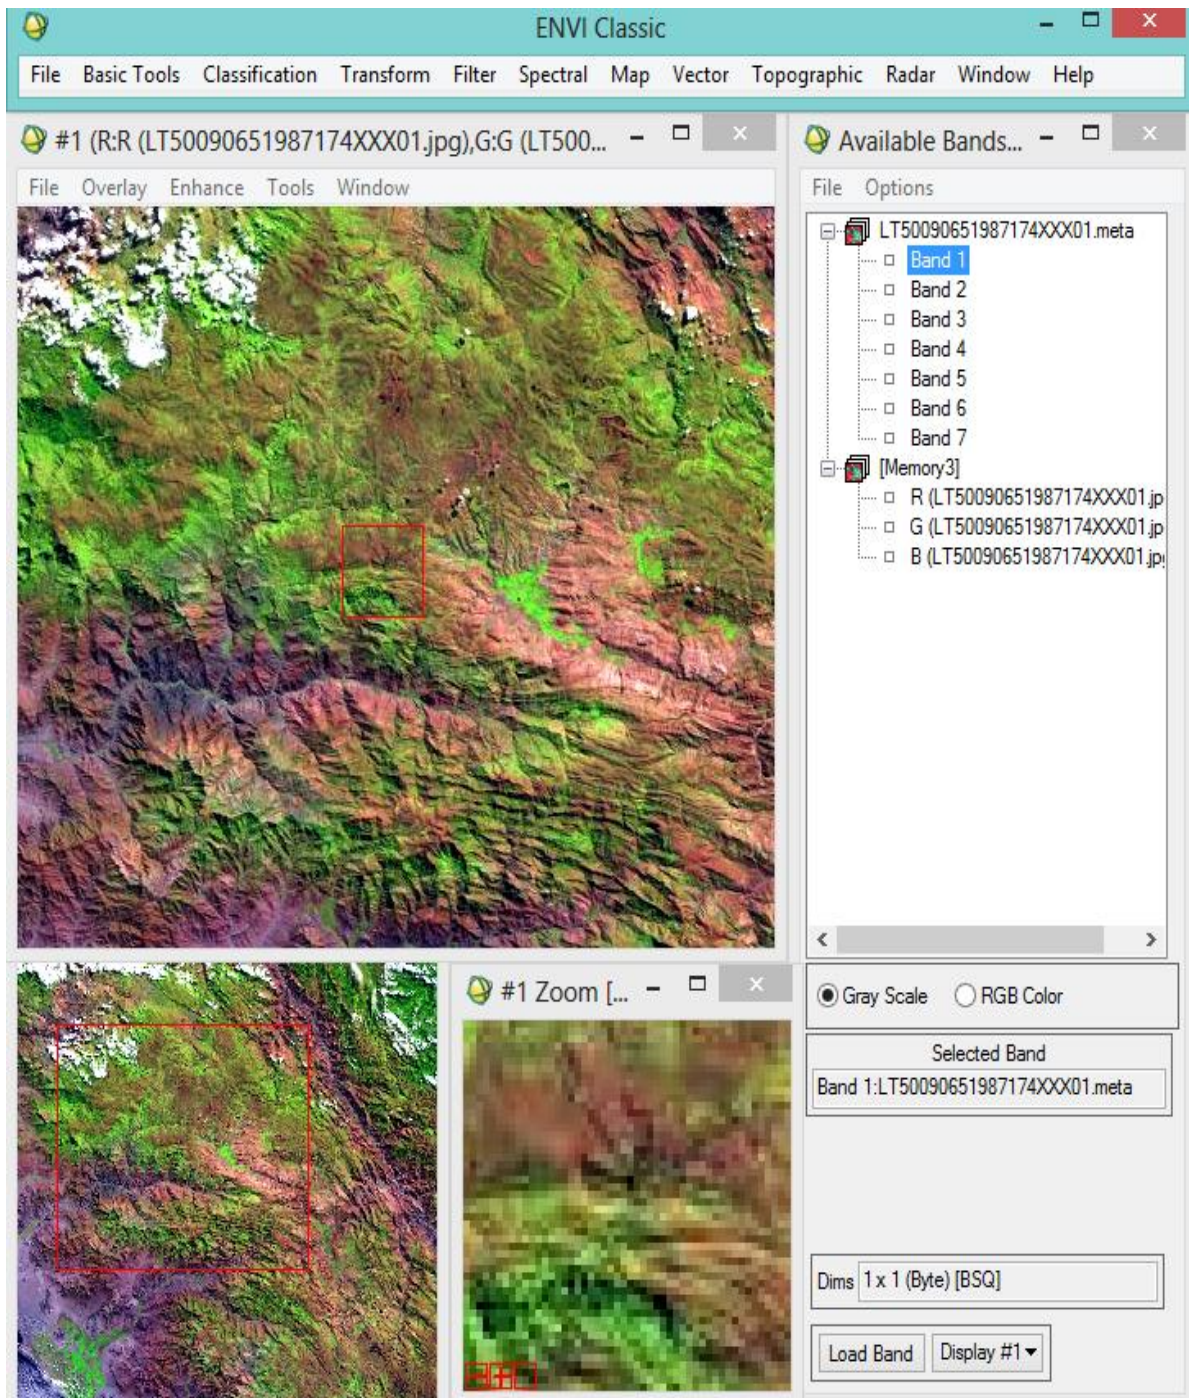 ENVI Classic
File Basic Tools Classification Transform Filter Spectral Map Vector Topographic Radar Window Help
#1 (R:R (LT50090651987174XXX01.jpg),G:G (LT500...
File Overlay Enhance Tools Window
Available Bands...
File Options
LT50090651987174XXX01.meta
Band 1
Band 2
Band 3
Band 4
Band 5
Band 6
Band 7
[Memory3]
R (LT50090651987174XXX01.jp
G (LT50090651987174XXX01.jp
B (LT50090651987174XXX01.jpg
#1 Zoom [...
Gray Scale RGB Color
Selected Band
Band 1:LT50090651987174XXX01.meta
Dims 1 x 1 (Byte) [BSQ]
Load Band Display #1